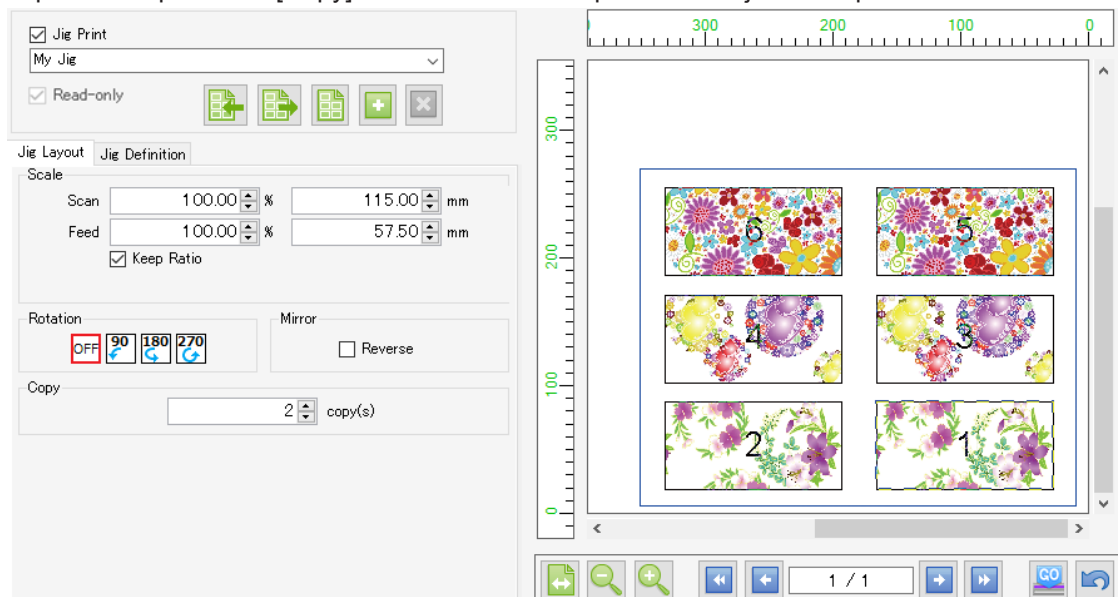 Jig Print
My Jig
Read-only
Jig Layout Jig Definition
Scale
Scan 100.00 % 115.00 mm
Feed 100.00 % 57.50 mm
Keep Ratio
Rotation
OFF 90 180 270
Mirror
Reverse
Copy
2 copy(s)
300 200 100 0
300
200
100
0
6 5
4 3
2 1
1 / 1
GO